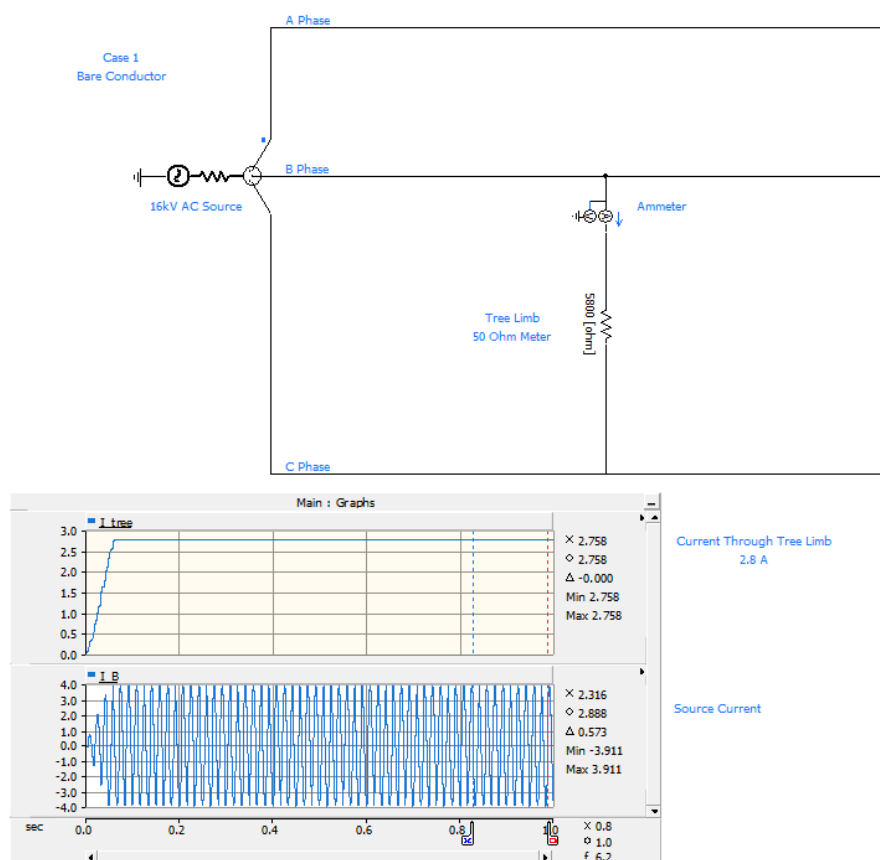 A Phase
Case 1
Bare Conductor
B Phase
16kV AC Source
Ammeter
5800 [ohm]
Tree Limb
50 Ohm Meter
C Phase
Main : Graphs
I_tree
3.0
2.5
2.0
1.5
1.0
0.5
0.0
× 2.758
2.758
Δ -0.000
Min 2.758
Max 2.758
Current Through Tree Limb
2.8 A
I_B
4.0
3.0
2.0
1.0
0.0
-1.0
-2.0
-3.0
-4.0
× 2.316
2.888
Δ 0.573
Min -3.911
Max 3.911
Source Current
sec 0.0 0.2 0.4 0.6 0.8 1.0
× 0.8
1.0
f 6.2